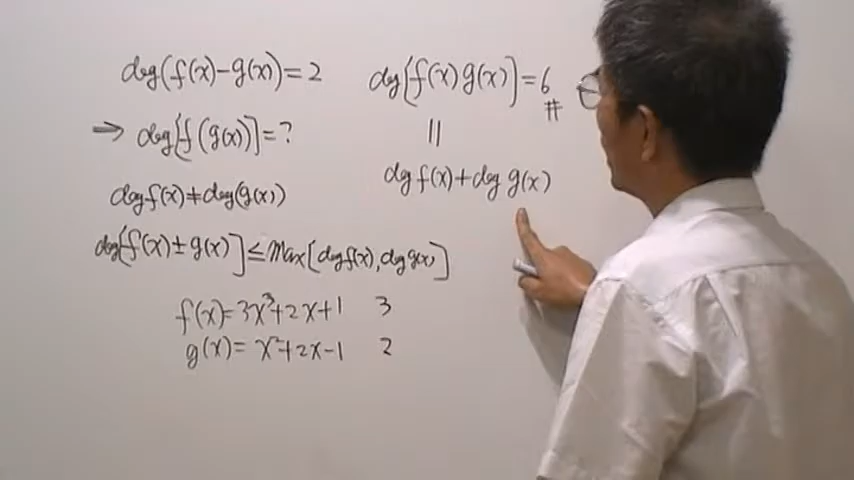 deg(f(x)-g(x))=2
deg[f(x)g(x)]=6
#
⇒ deg[f(g(x))]=?
||
deg f(x)≠deg(g(x))
deg f(x)+deg g(x)
deg[f(x)±g(x)]≤Max[deg f(x), deg g(x)]
f(x)=3x³+2x+1 3
g(x)=x²+2x-1 2